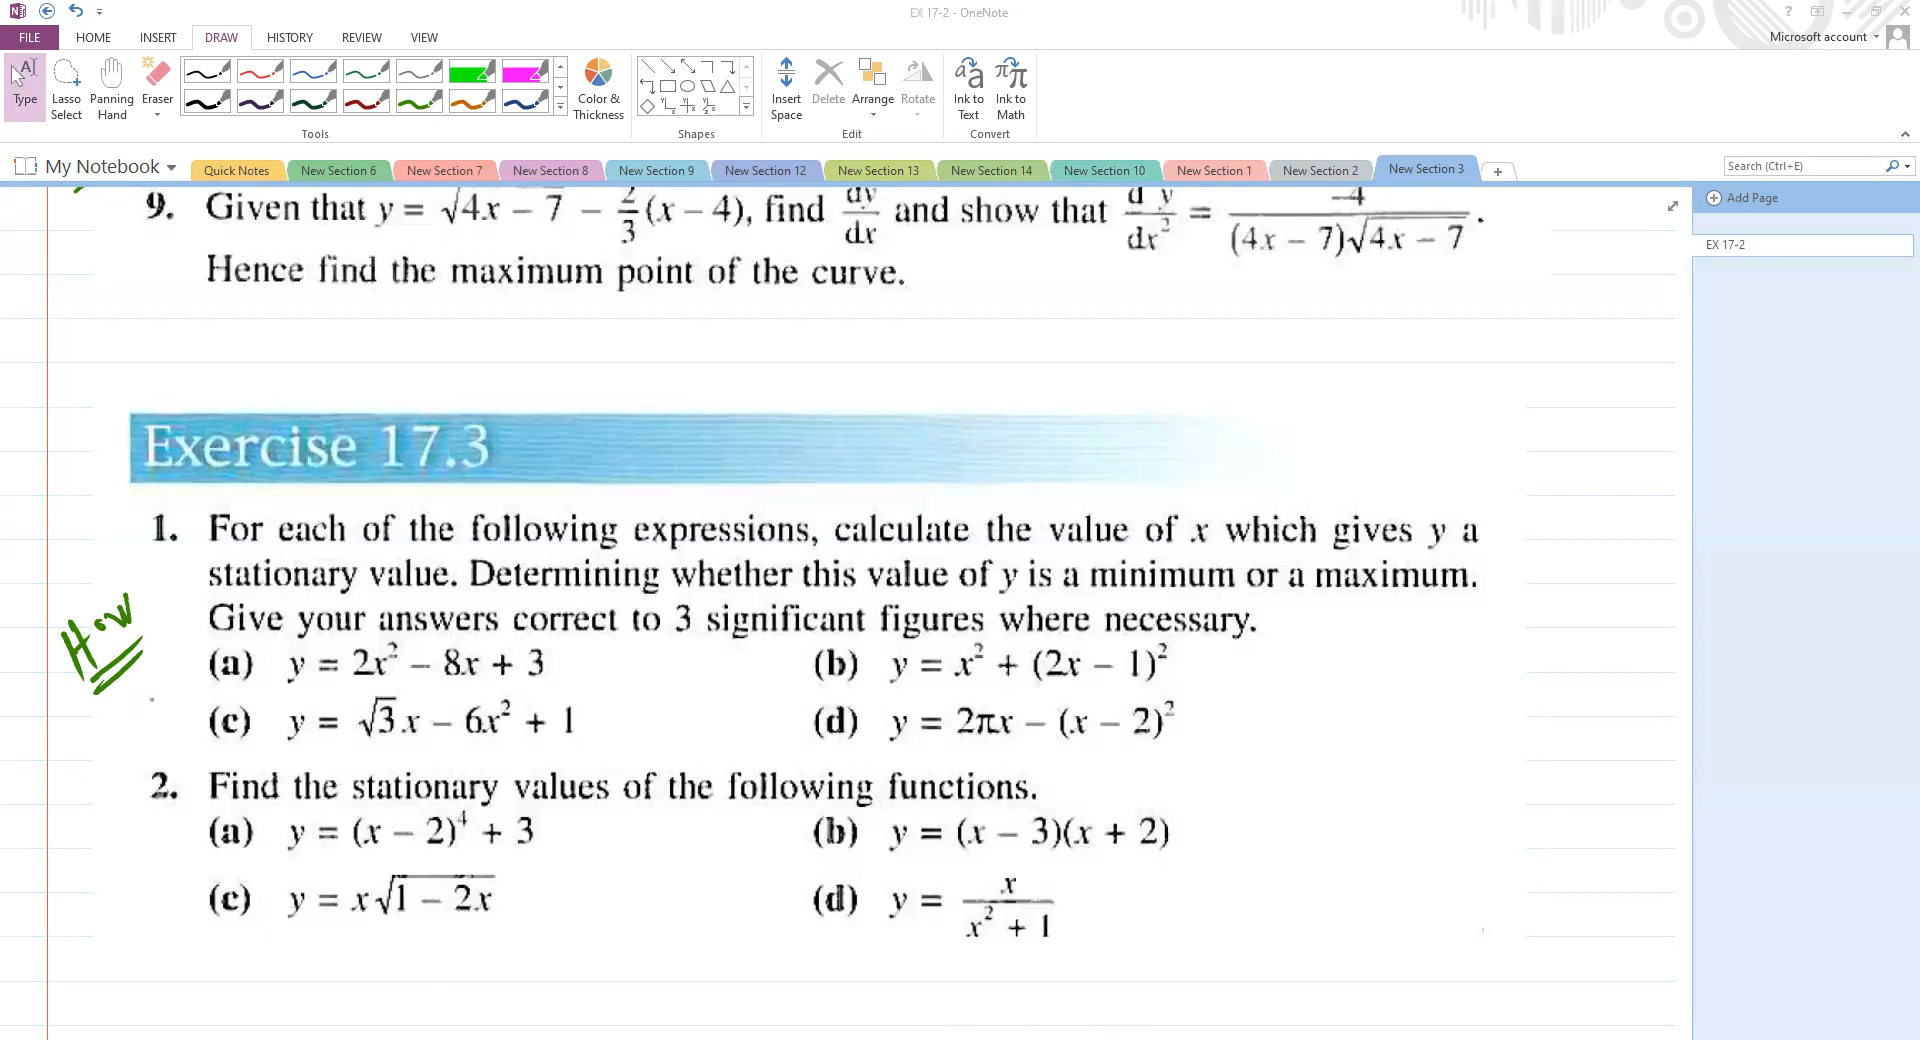 EX 17-2 - OneNote
FILE HOME INSERT DRAW HISTORY REVIEW VIEW
Microsoft account
Type
Lasso Select
Panning Hand
Eraser
Color & Thickness
Insert Space
Delete
Arrange
Rotate
Ink to Text
Ink to Math
Tools
Shapes
Edit
Convert
My Notebook
Quick Notes New Section 6 New Section 7 New Section 8 New Section 9 New Section 12 New Section 13 New Section 14 New Section 10 New Section 1 New Section 2 New Section 3
Search (Ctrl+E)
Add Page
EX 17-2
9. Given that y = √(4x − 7) − 2/3 (x − 4), find dy/dx and show that d y/dx² = −4/((4x − 7)√(4x − 7)).
Hence find the maximum point of the curve.
Exercise 17.3
1. For each of the following expressions, calculate the value of x which gives y a
stationary value. Determining whether this value of y is a minimum or a maximum.
Give your answers correct to 3 significant figures where necessary.
How
(a) y = 2x² − 8x + 3 (b) y = x² + (2x − 1)²
(c) y = √3 x − 6x² + 1 (d) y = 2πx − (x − 2)²
2. Find the stationary values of the following functions.
(a) y = (x − 2)⁴ + 3 (b) y = (x − 3)(x + 2)
(c) y = x√(1 − 2x) (d) y = x/(x² + 1)